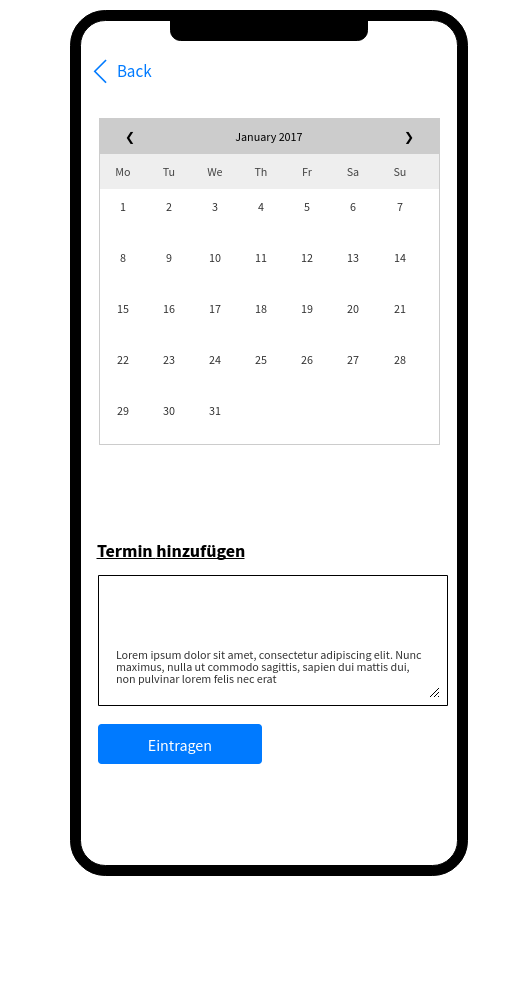 Back
❮ January 2017 ❯
Mo Tu We Th Fr Sa Su
1 2 3 4 5 6 7
8 9 10 11 12 13 14
15 16 17 18 19 20 21
22 23 24 25 26 27 28
29 30 31
Termin hinzufügen
Lorem ipsum dolor sit amet, consectetur adipiscing elit. Nunc
maximus, nulla ut commodo sagittis, sapien dui mattis dui,
non pulvinar lorem felis nec erat
Eintragen